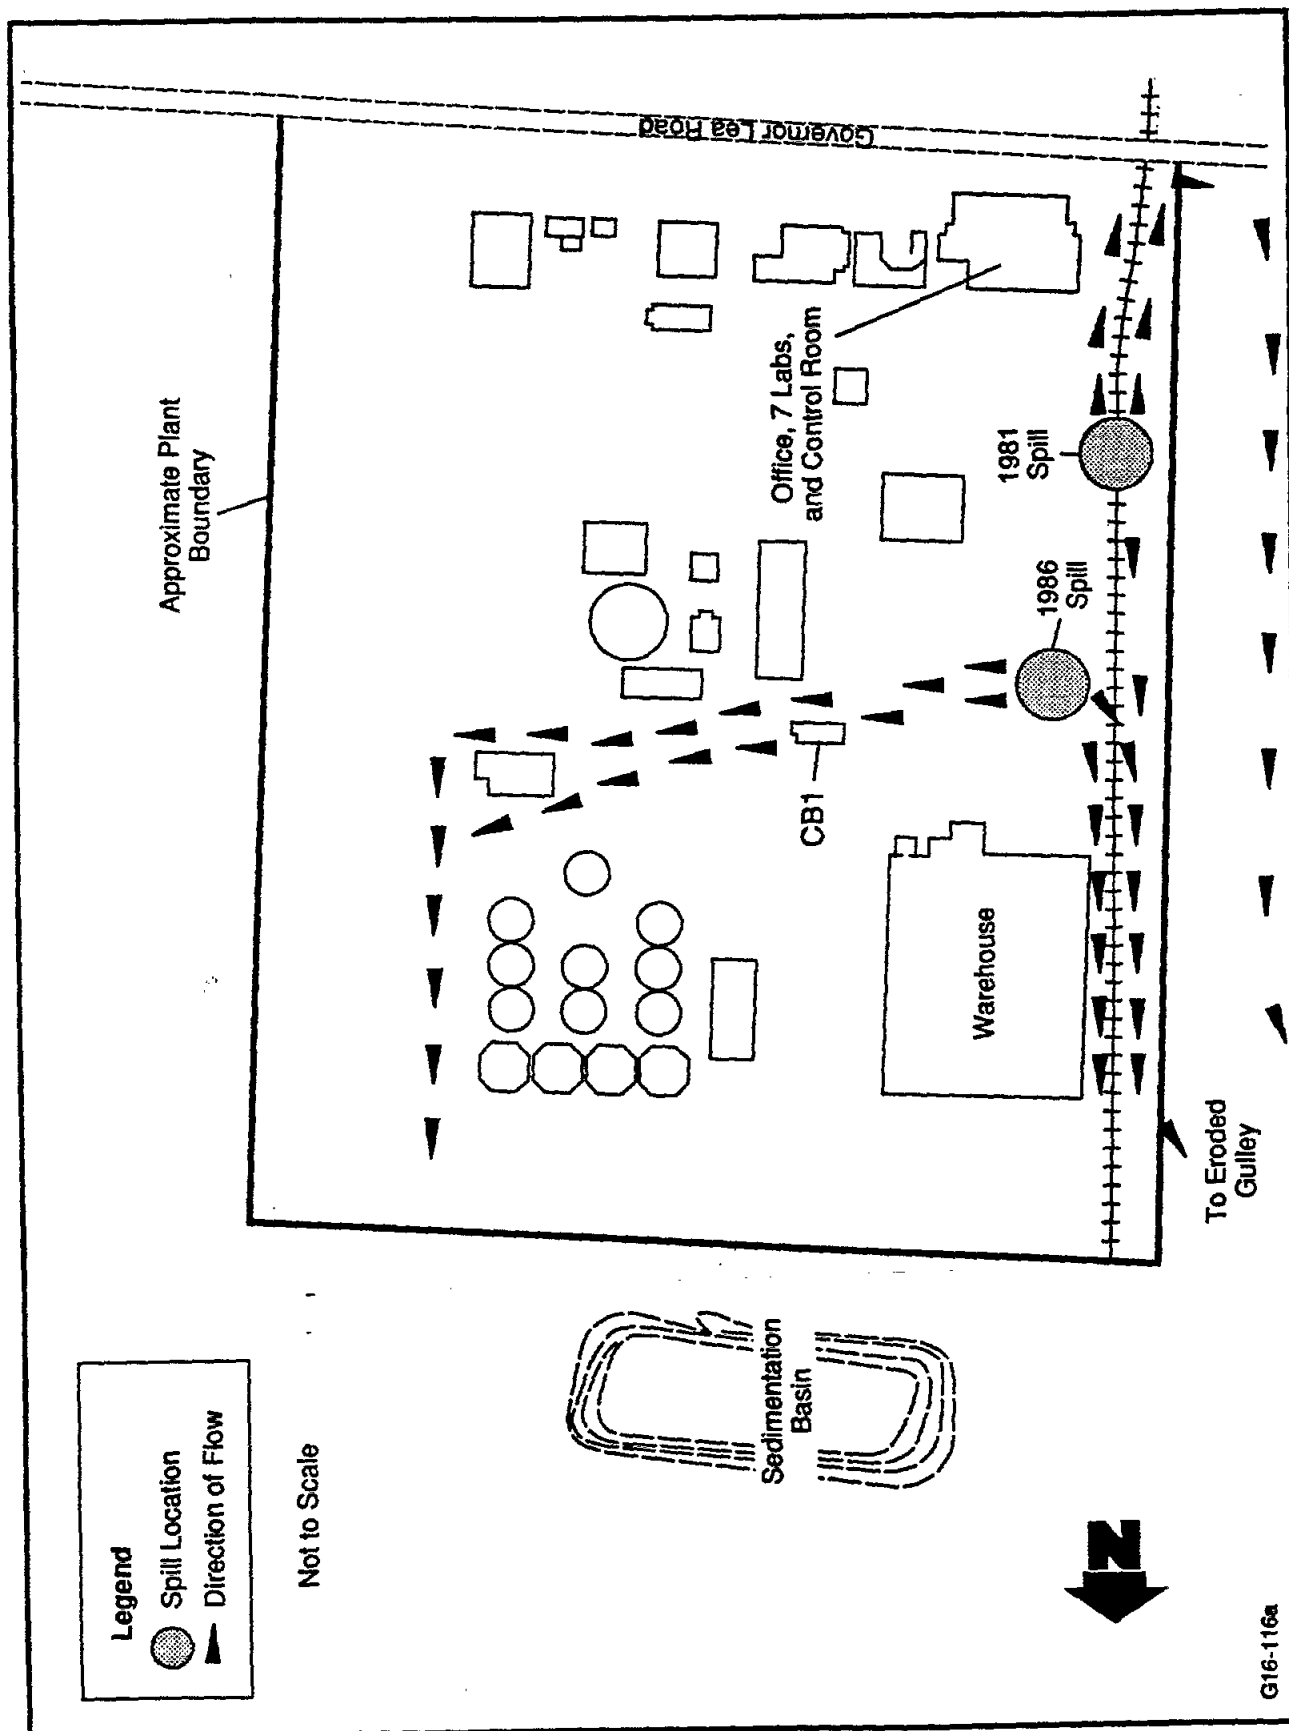 Governor Lea Road
Approximate Plant
Boundary
Office, 7 Labs,
and Control Room
1981
Spill
1986
Spill
CB1
Warehouse
To Eroded
Gulley
Sedimentation
Basin
Legend
Spill Location
Direction of Flow
Not to Scale
N
G16-116a